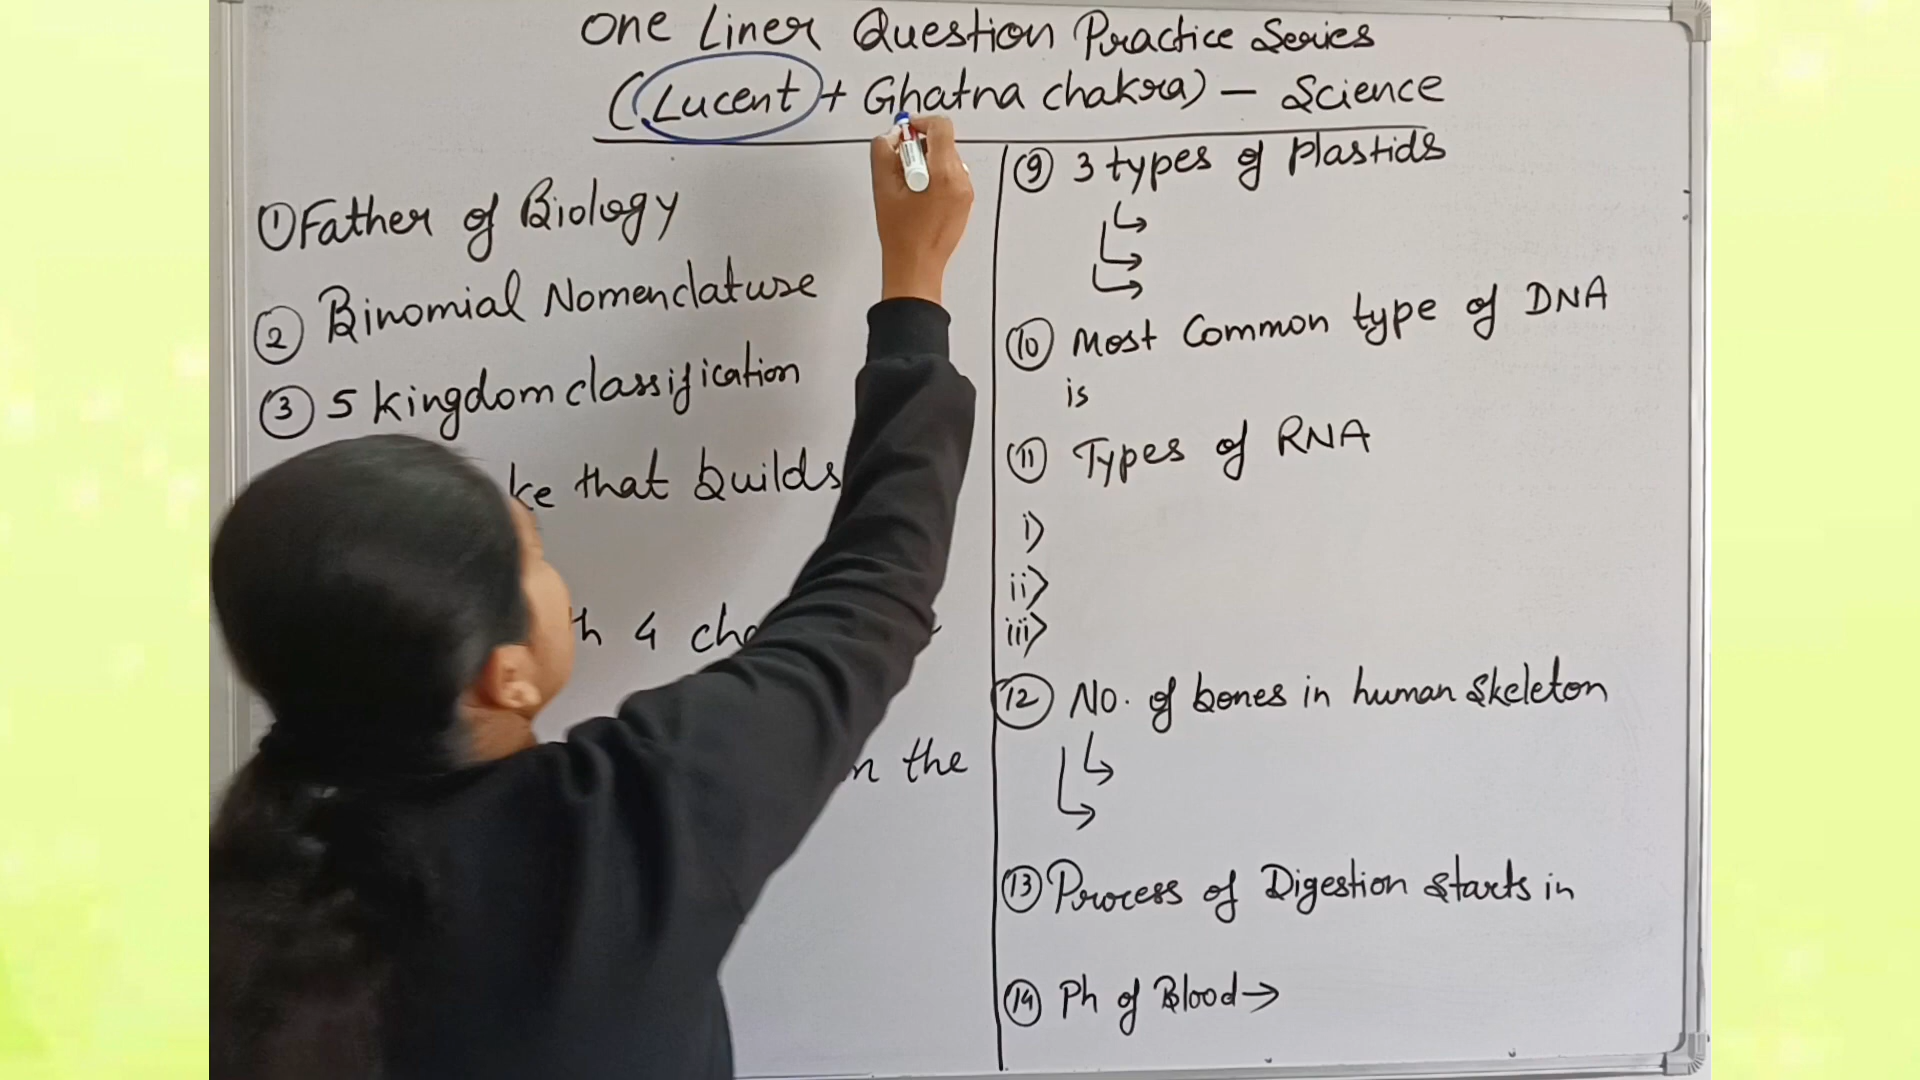 One Liner Question Practice Series
(Lucent + Ghatna chakra) - Science
① Father of Biology
② Binomial Nomenclature
③ 5 kingdom classification
that builds
4
the
⑨ 3 types of plastids
⑩ Most Common type of DNA
is
⑪ Types of RNA
i)
ii)
iii)
⑫ No. of bones in human skeleton
⑬ Process of Digestion starts in
⑭ Ph of Blood→